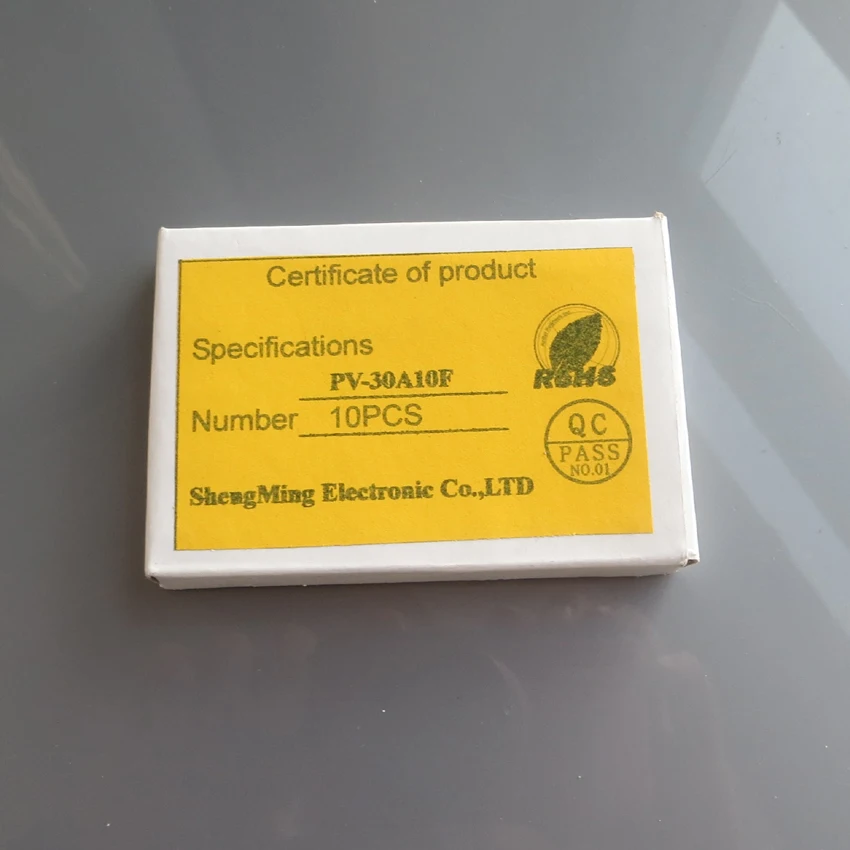 Certificate of product
Specifications
PV-30A10F
Number 10PCS
ShengMing Electronic Co.,LTD
RoHS
QC
PASS
NO.01